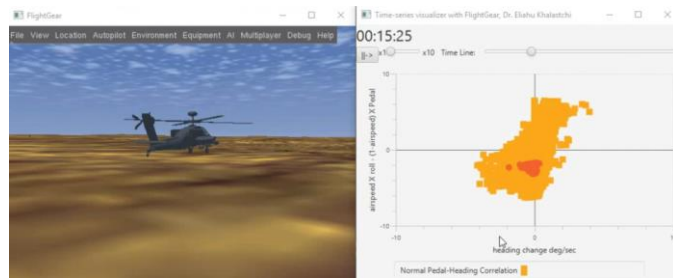 FlightGear
File View Location Autopilot Environment Equipment AI Multiplayer Debug Help
Time-series visualizer with FlightGear, Dr. Eliahu Khalastchi
00:15:25
||-> x1 x10 Time Line:
airspeed X roll - (1-airspeed) X Pedal
10
0
-10
-10
0
heading change deg/sec
Normal Pedal-Heading Correlation